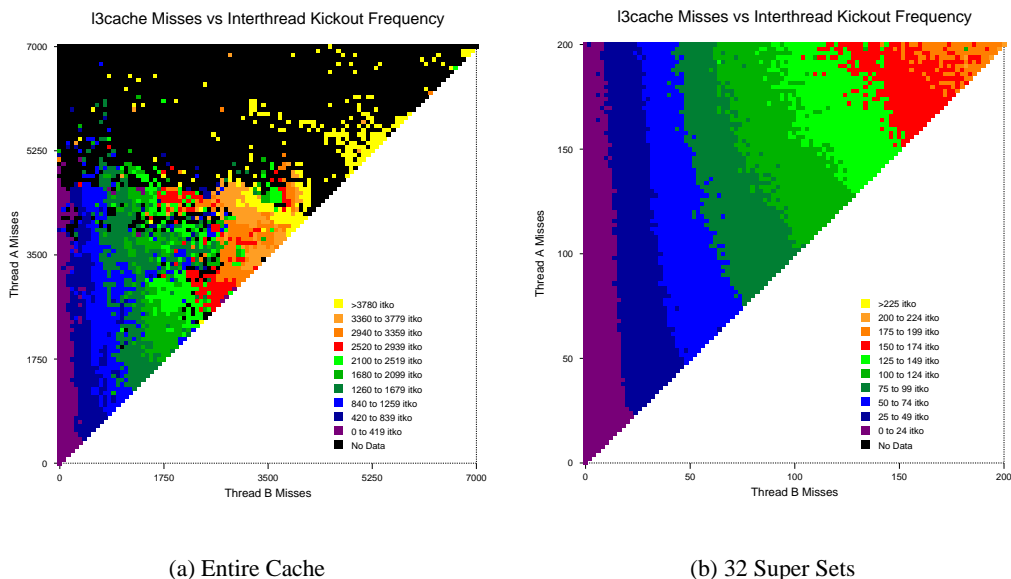 l3cache Misses vs Interthread Kickout Frequency
7000
5250
3500
1750
0
Thread A Misses
>3780 itko
3360 to 3779 itko
2940 to 3359 itko
2520 to 2939 itko
2100 to 2519 itko
1680 to 2099 itko
1260 to 1679 itko
840 to 1259 itko
420 to 839 itko
0 to 419 itko
No Data
0 1750 3500 5250 7000
Thread B Misses
(a) Entire Cache
l3cache Misses vs Interthread Kickout Frequency
200
150
100
50
0
Thread A Misses
>225 itko
200 to 224 itko
175 to 199 itko
150 to 174 itko
125 to 149 itko
100 to 124 itko
75 to 99 itko
50 to 74 itko
25 to 49 itko
0 to 24 itko
No Data
0 50 100 150 200
Thread B Misses
(b) 32 Super Sets